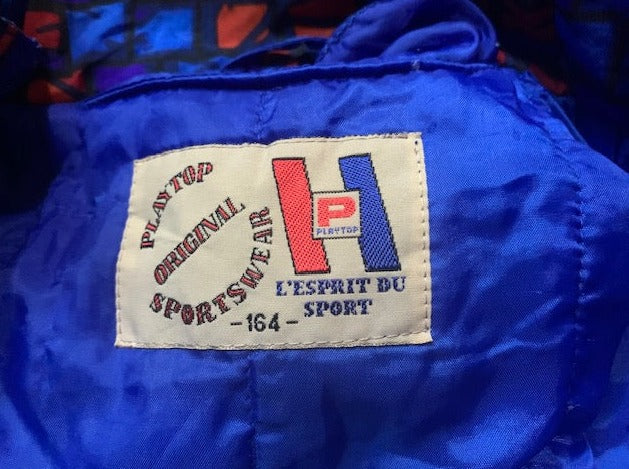 PLAYTOP
ORIGINAL
SPORTSWEAR
P
PLAYTOP
L'ESPRIT DU
SPORT
-164-